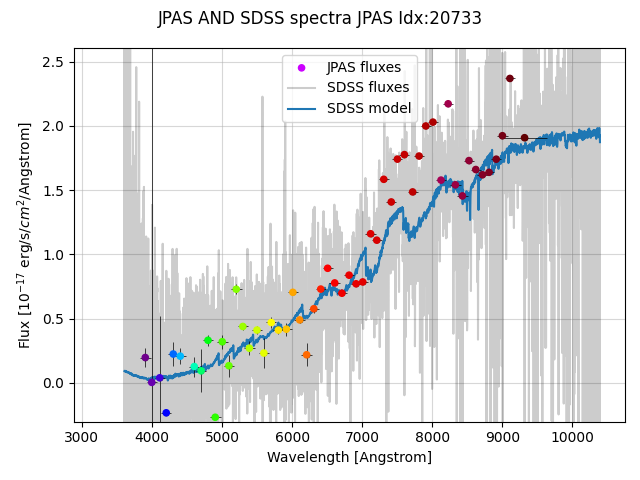 JPAS AND SDSS spectra JPAS Idx:20733
JPAS fluxes
SDSS fluxes
SDSS model
2.5
2.0
1.5
1.0
0.5
0.0
Flux [10⁻¹⁷ erg/s/cm²/Angstrom]
3000 4000 5000 6000 7000 8000 9000 10000
Wavelength [Angstrom]